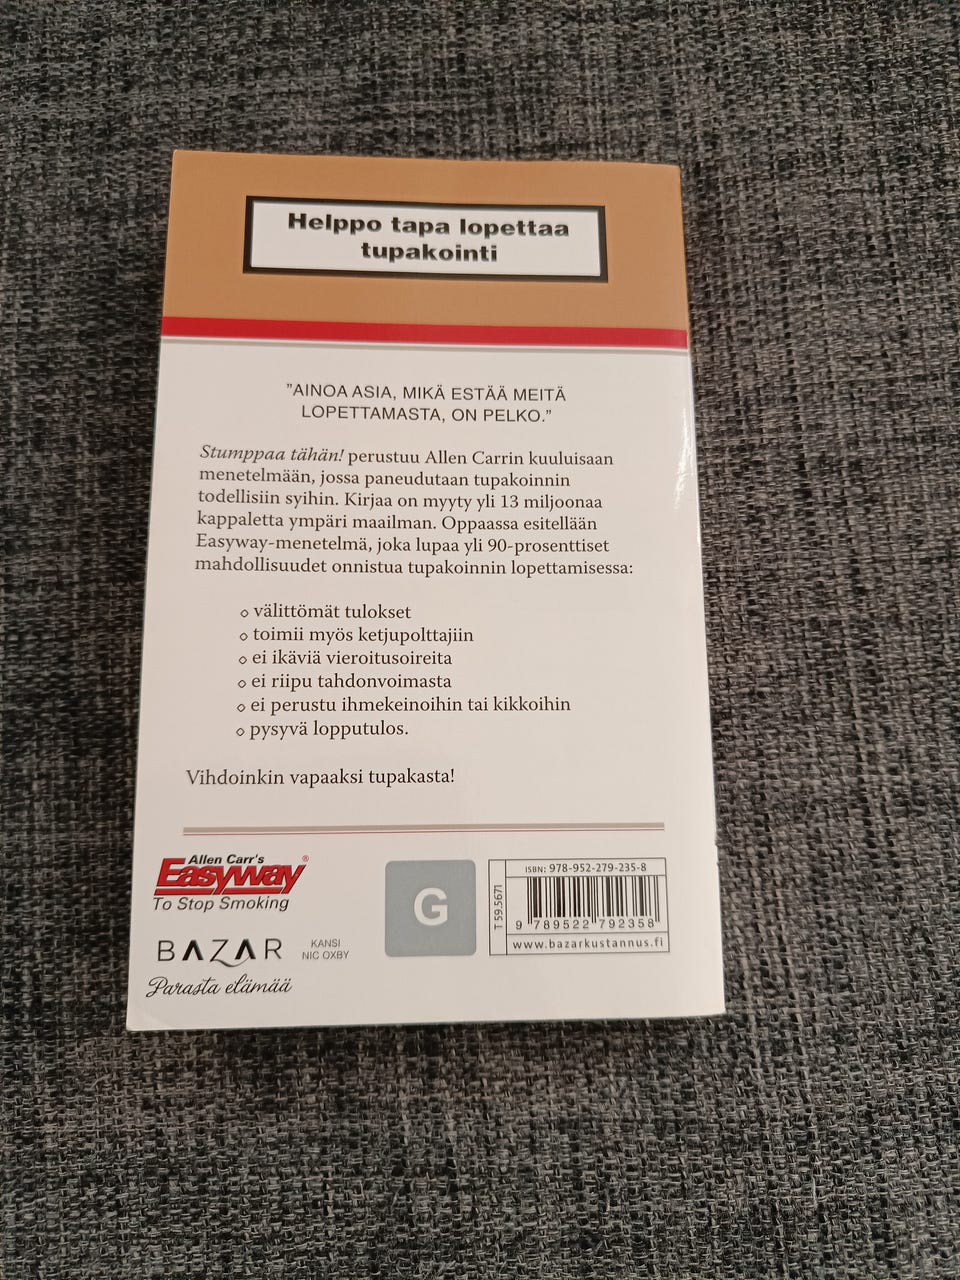 Helppo tapa lopettaa
tupakointi
”AINOA ASIA, MIKÄ ESTÄÄ MEITÄ
LOPETTAMASTA, ON PELKO.”
Stumppaa tähän! perustuu Allen Carrin kuuluisaan
menetelmään, jossa paneudutaan tupakoinnin
todellisiin syihin. Kirjaa on myyty yli 13 miljoonaa
kappaletta ympäri maailman. Oppaassa esitellään
Easyway-menetelmä, joka lupaa yli 90-prosenttiset
mahdollisuudet onnistua tupakoinnin lopettamisessa:
◇ välittömät tulokset
◇ toimii myös ketjupolttajiin
◇ ei ikäviä vieroitusoireita
◇ ei riipu tahdonvoimasta
◇ ei perustu ihmekeinoihin tai kikkoihin
◇ pysyvä lopputulos.
Vihdoinkin vapaaksi tupakasta!
Allen Carr's
Easyway®
To Stop Smoking
BAZAR
Parasta elämää
KANSI
NIC OXBY
G
T 59.5671
ISBN: 978-952-279-235-8
9 789522 792358
www.bazarkustannus.fi